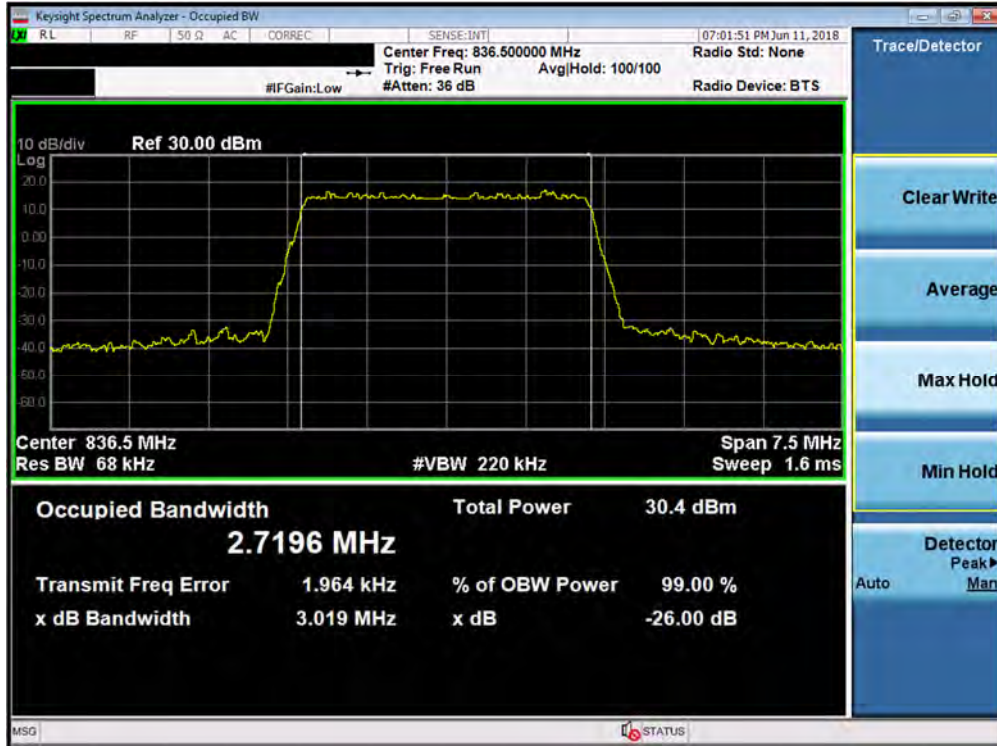 Keysight Spectrum Analyzer - Occupied BW
LXI RL RF 50 Ω AC CORREC SENSE:INT 07:01:51 PM Jun 11, 2018
Center Freq: 836.500000 MHz Radio Std: None
Trig: Free Run Avg|Hold: 100/100
#IFGain:Low #Atten: 36 dB Radio Device: BTS
Trace/Detector
10 dB/div Ref 30.00 dBm
Log
20.0
10.0
0.00
-10.0
-20.0
-30.0
-40.0
-50.0
-60.0
Center 836.5 MHz Span 7.5 MHz
Res BW 68 kHz #VBW 220 kHz Sweep 1.6 ms
Clear Write
Average
Max Hold
Min Hold
Detector
Peak▶
Auto Man
Occupied Bandwidth Total Power 30.4 dBm
2.7196 MHz
Transmit Freq Error 1.964 kHz % of OBW Power 99.00 %
x dB Bandwidth 3.019 MHz x dB -26.00 dB
MSG STATUS